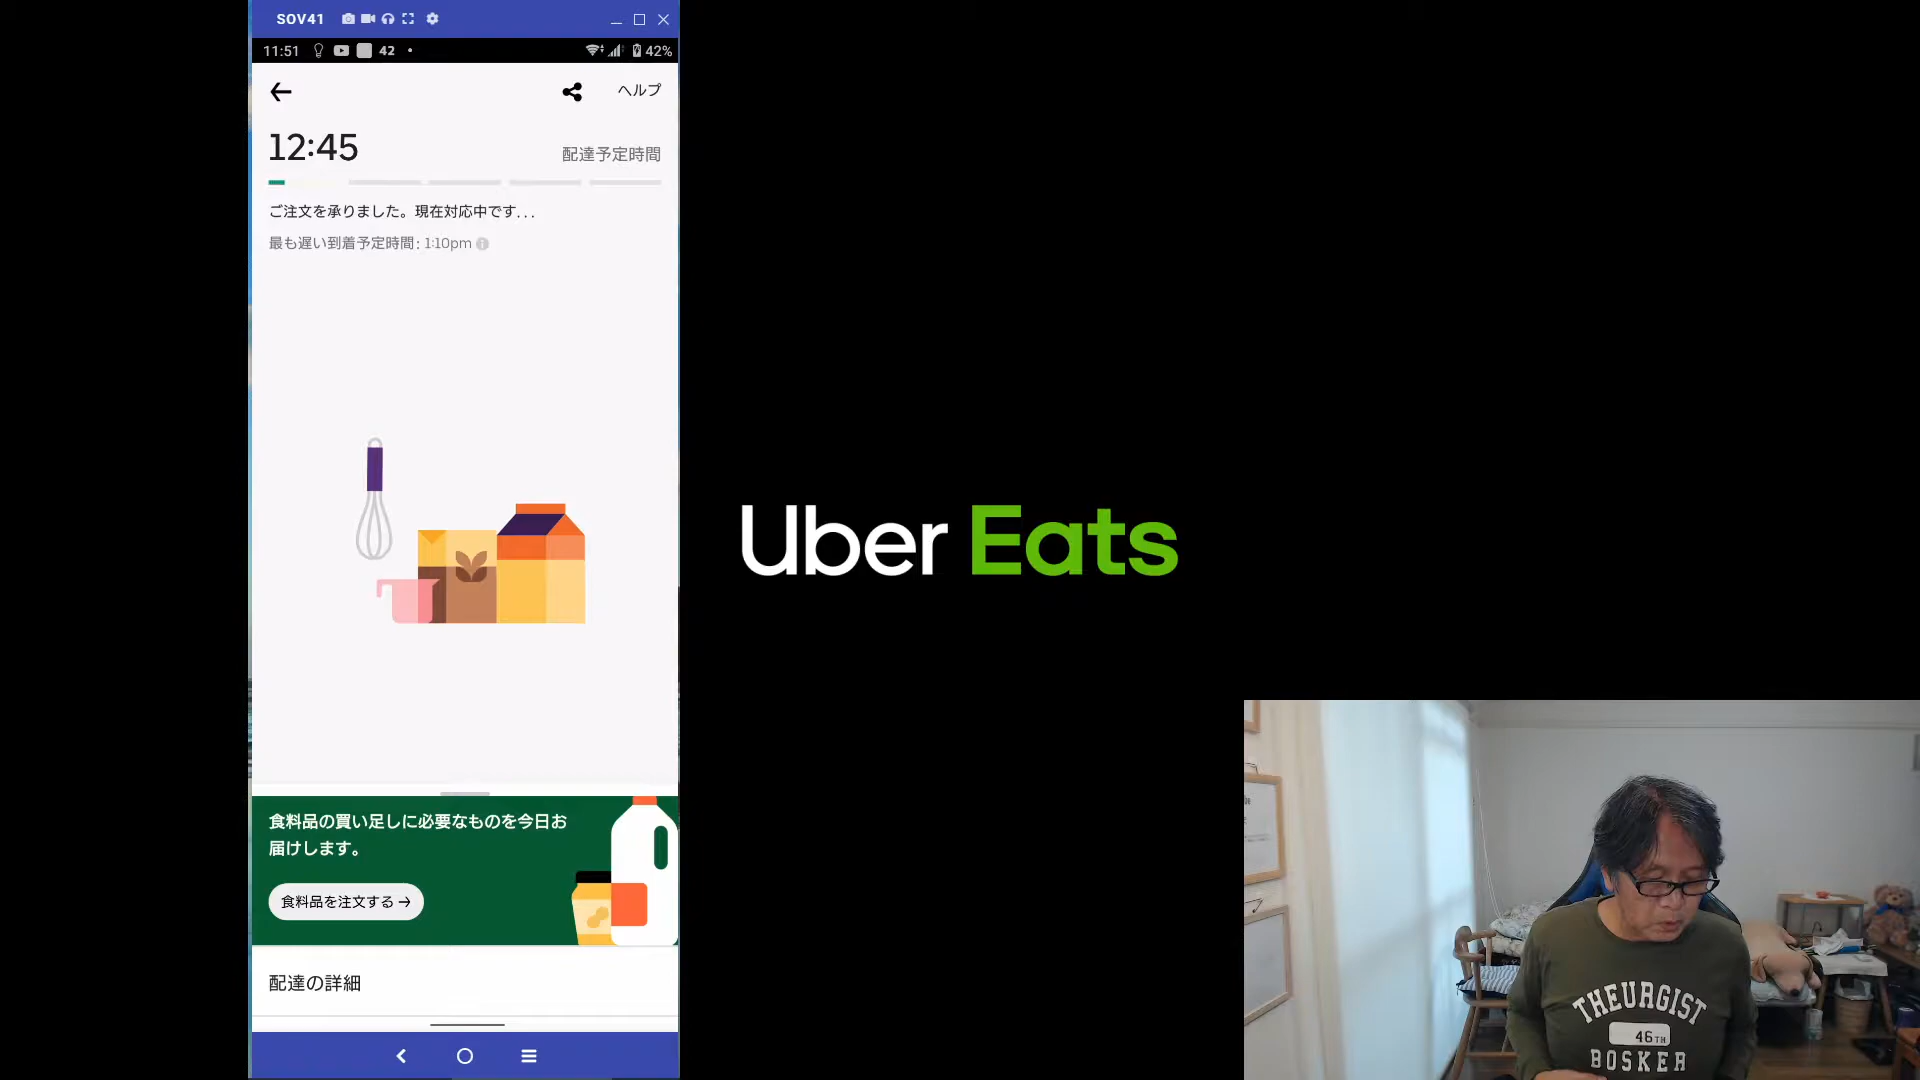 SOV41
11:51 42 42%
ヘルプ
12:45
配達予定時間
ご注文を承りました。現在対応中です...
最も遅い到着予定時間: 1:10pm
食料品の買い足しに必要なものを今日お
届けします。
食料品を注文する →
配達の詳細
Uber Eats
THEURGIST
46TH
BOSKER